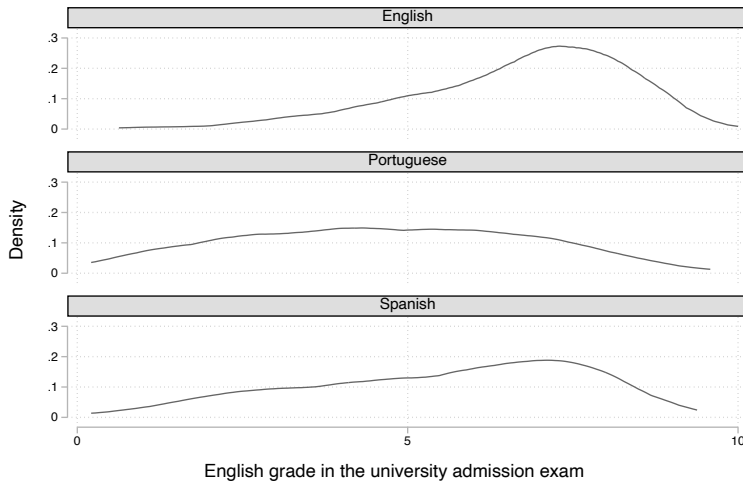 English
.3
.2
.1
0
Portuguese
.3
.2
.1
0
Spanish
.3
.2
.1
0
0 5 10
Density
English grade in the university admission exam